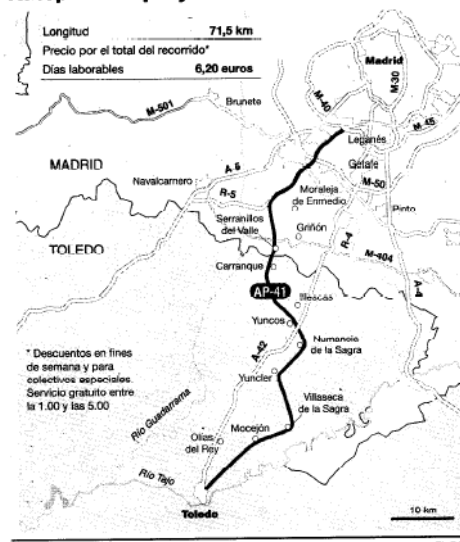 Longitud 71,5 km
Precio por el total del recorrido*
Días laborables 6,20 euros
Madrid
M-30
M-40
M-45
Brunete
M-501
Leganés
MADRID
A-5
Getafe
M-50
Navalcarnero
R-5
Moraleja
de Enmedio
Pinto
Serranillos
del Valle
Griñón
R-4
TOLEDO
M-404
Carranque
AP-41
Illescas
A-4
Yuncos
Numancia
de la Sagra
A-42
* Descuentos en fines
de semana y para
colectivos especiales.
Servicio gratuito entre
la 1.00 y las 5.00
Yuncler
Villaseca
de la Sagra
Río Guadarrama
Mocejón
Olías
del Rey
Río Tajo
Toledo
10 km